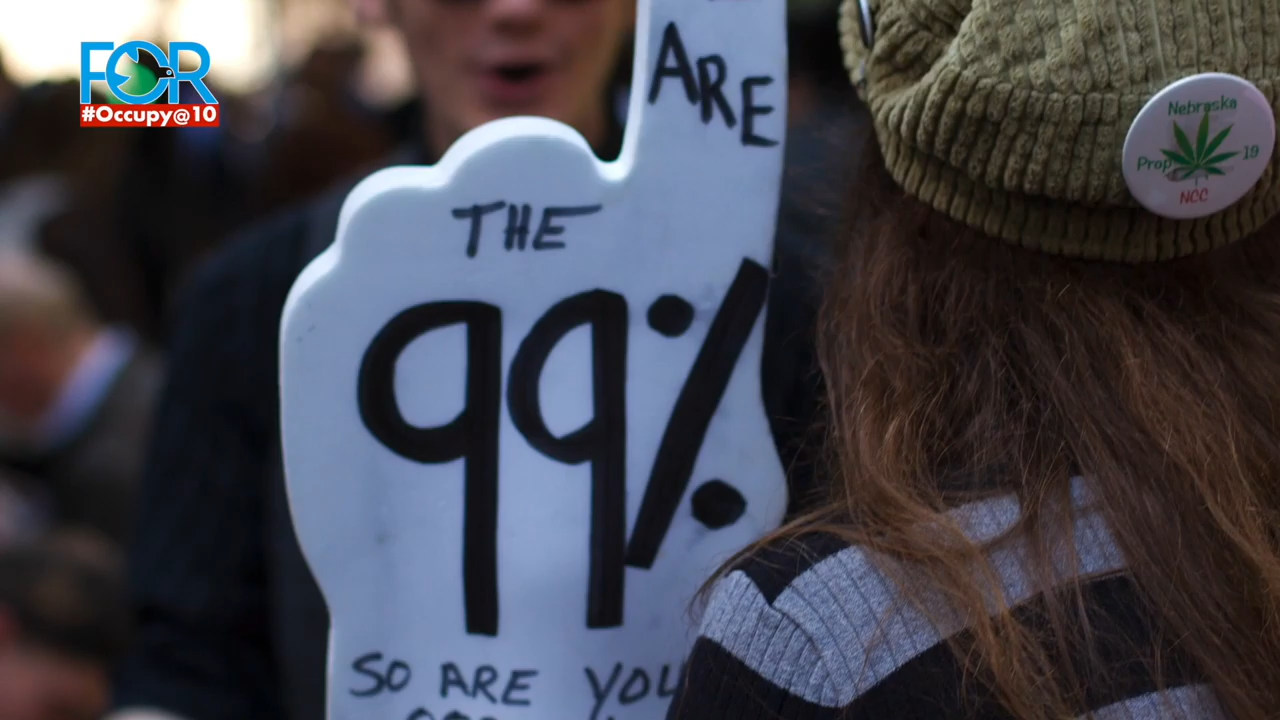 FOR
#Occupy@10
ARE
THE
99%
SO ARE YOU
Nebraska
Prop 19
NCC